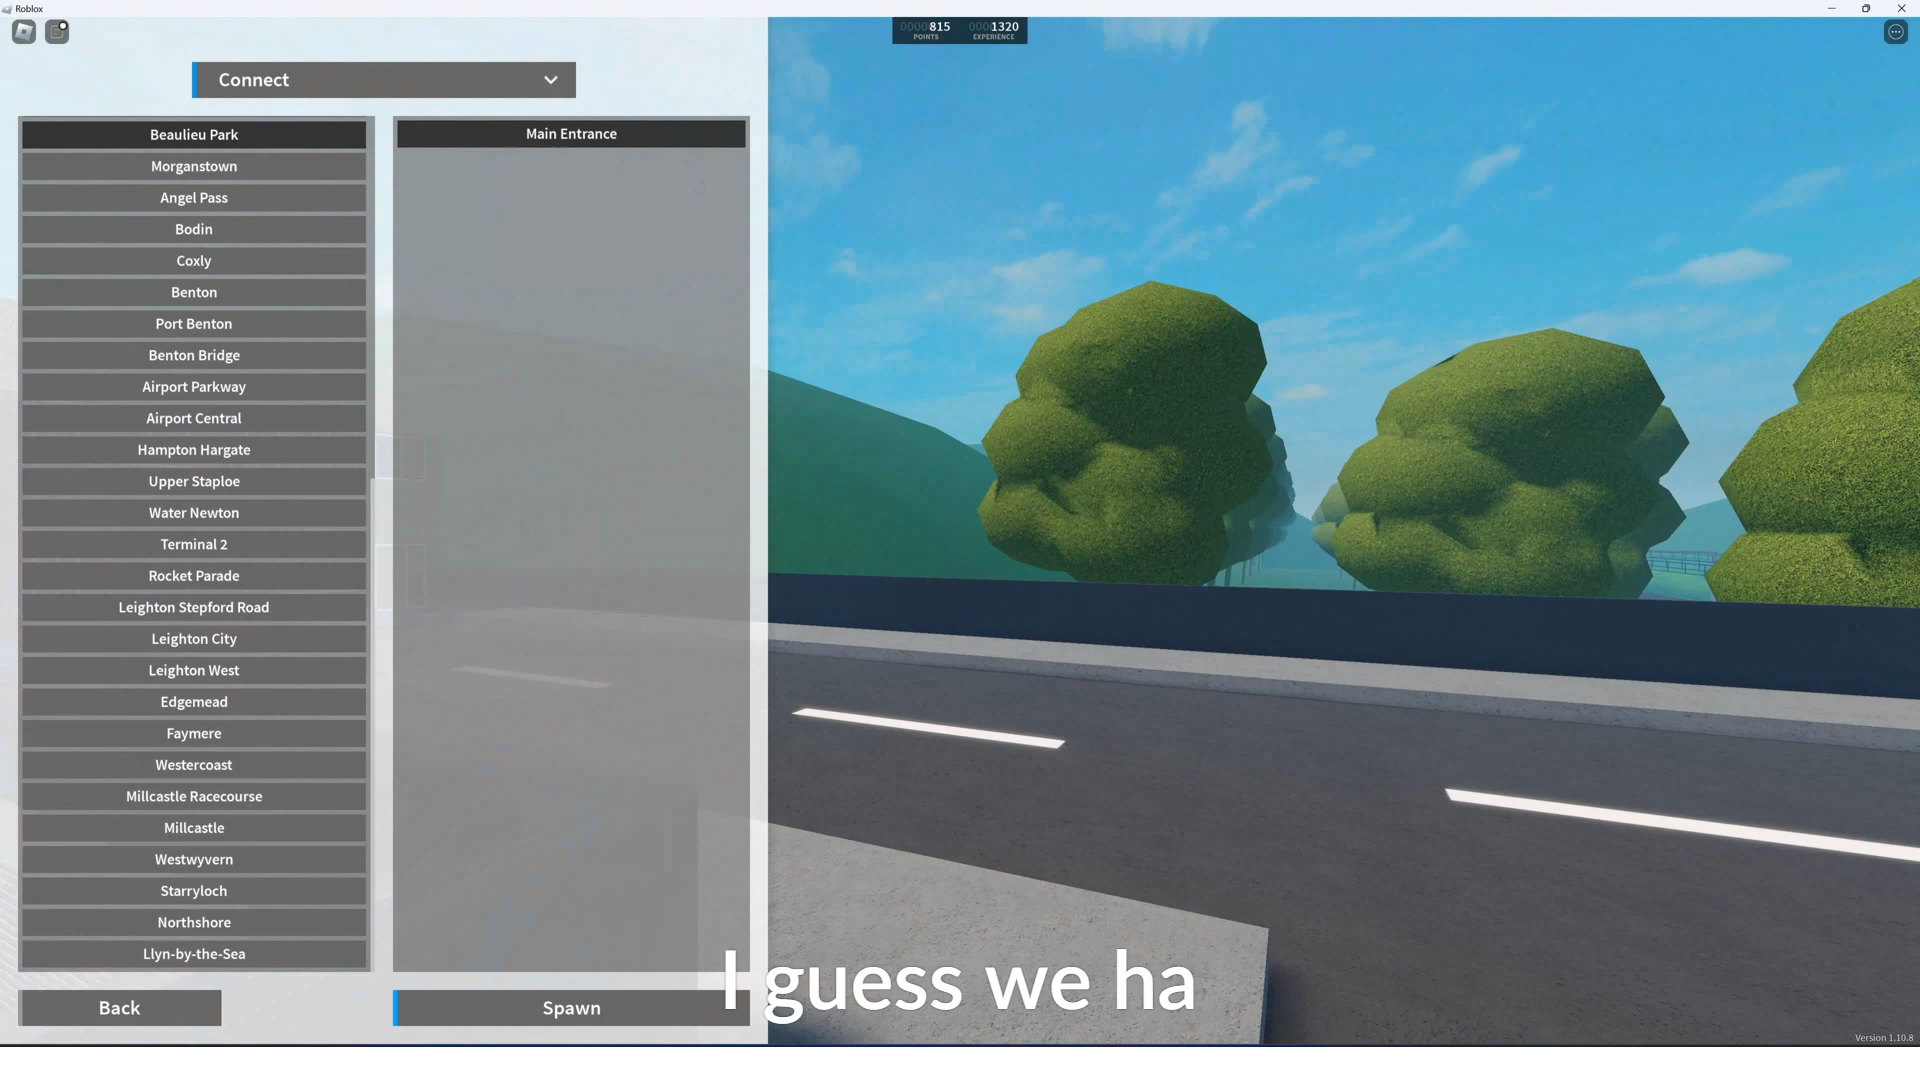 Roblox
0000815
POINTS
0001320
EXPERIENCE
Connect
Beaulieu Park
Morganstown
Angel Pass
Bodin
Coxly
Benton
Port Benton
Benton Bridge
Airport Parkway
Airport Central
Hampton Hargate
Upper Staploe
Water Newton
Terminal 2
Rocket Parade
Leighton Stepford Road
Leighton City
Leighton West
Edgemead
Faymere
Westercoast
Millcastle Racecourse
Millcastle
Westwyvern
Starryloch
Northshore
Llyn-by-the-Sea
Main Entrance
Back
Spawn
I guess we ha
Version 1.10.8